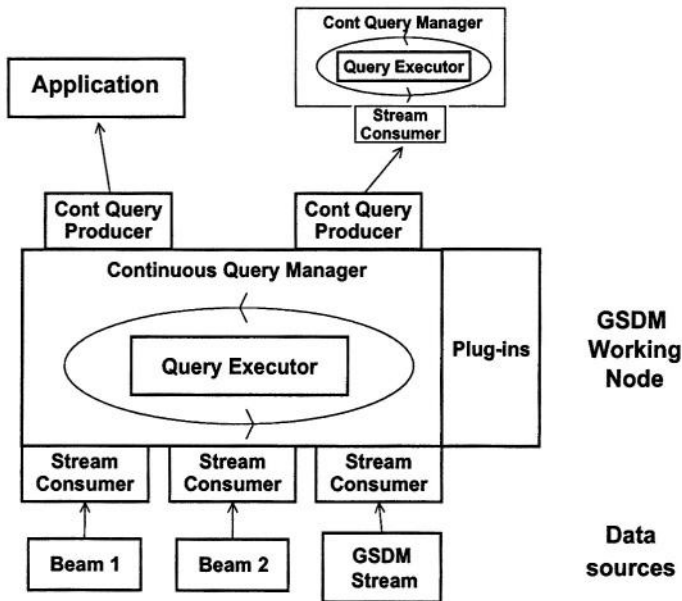 Cont Query Manager
Query Executor
Stream
Consumer
Application
Cont Query
Producer
Cont Query
Producer
Continuous Query Manager
Query Executor
Plug-ins
GSDM
Working
Node
Stream
Consumer
Stream
Consumer
Stream
Consumer
Beam 1
Beam 2
GSDM
Stream
Data
sources